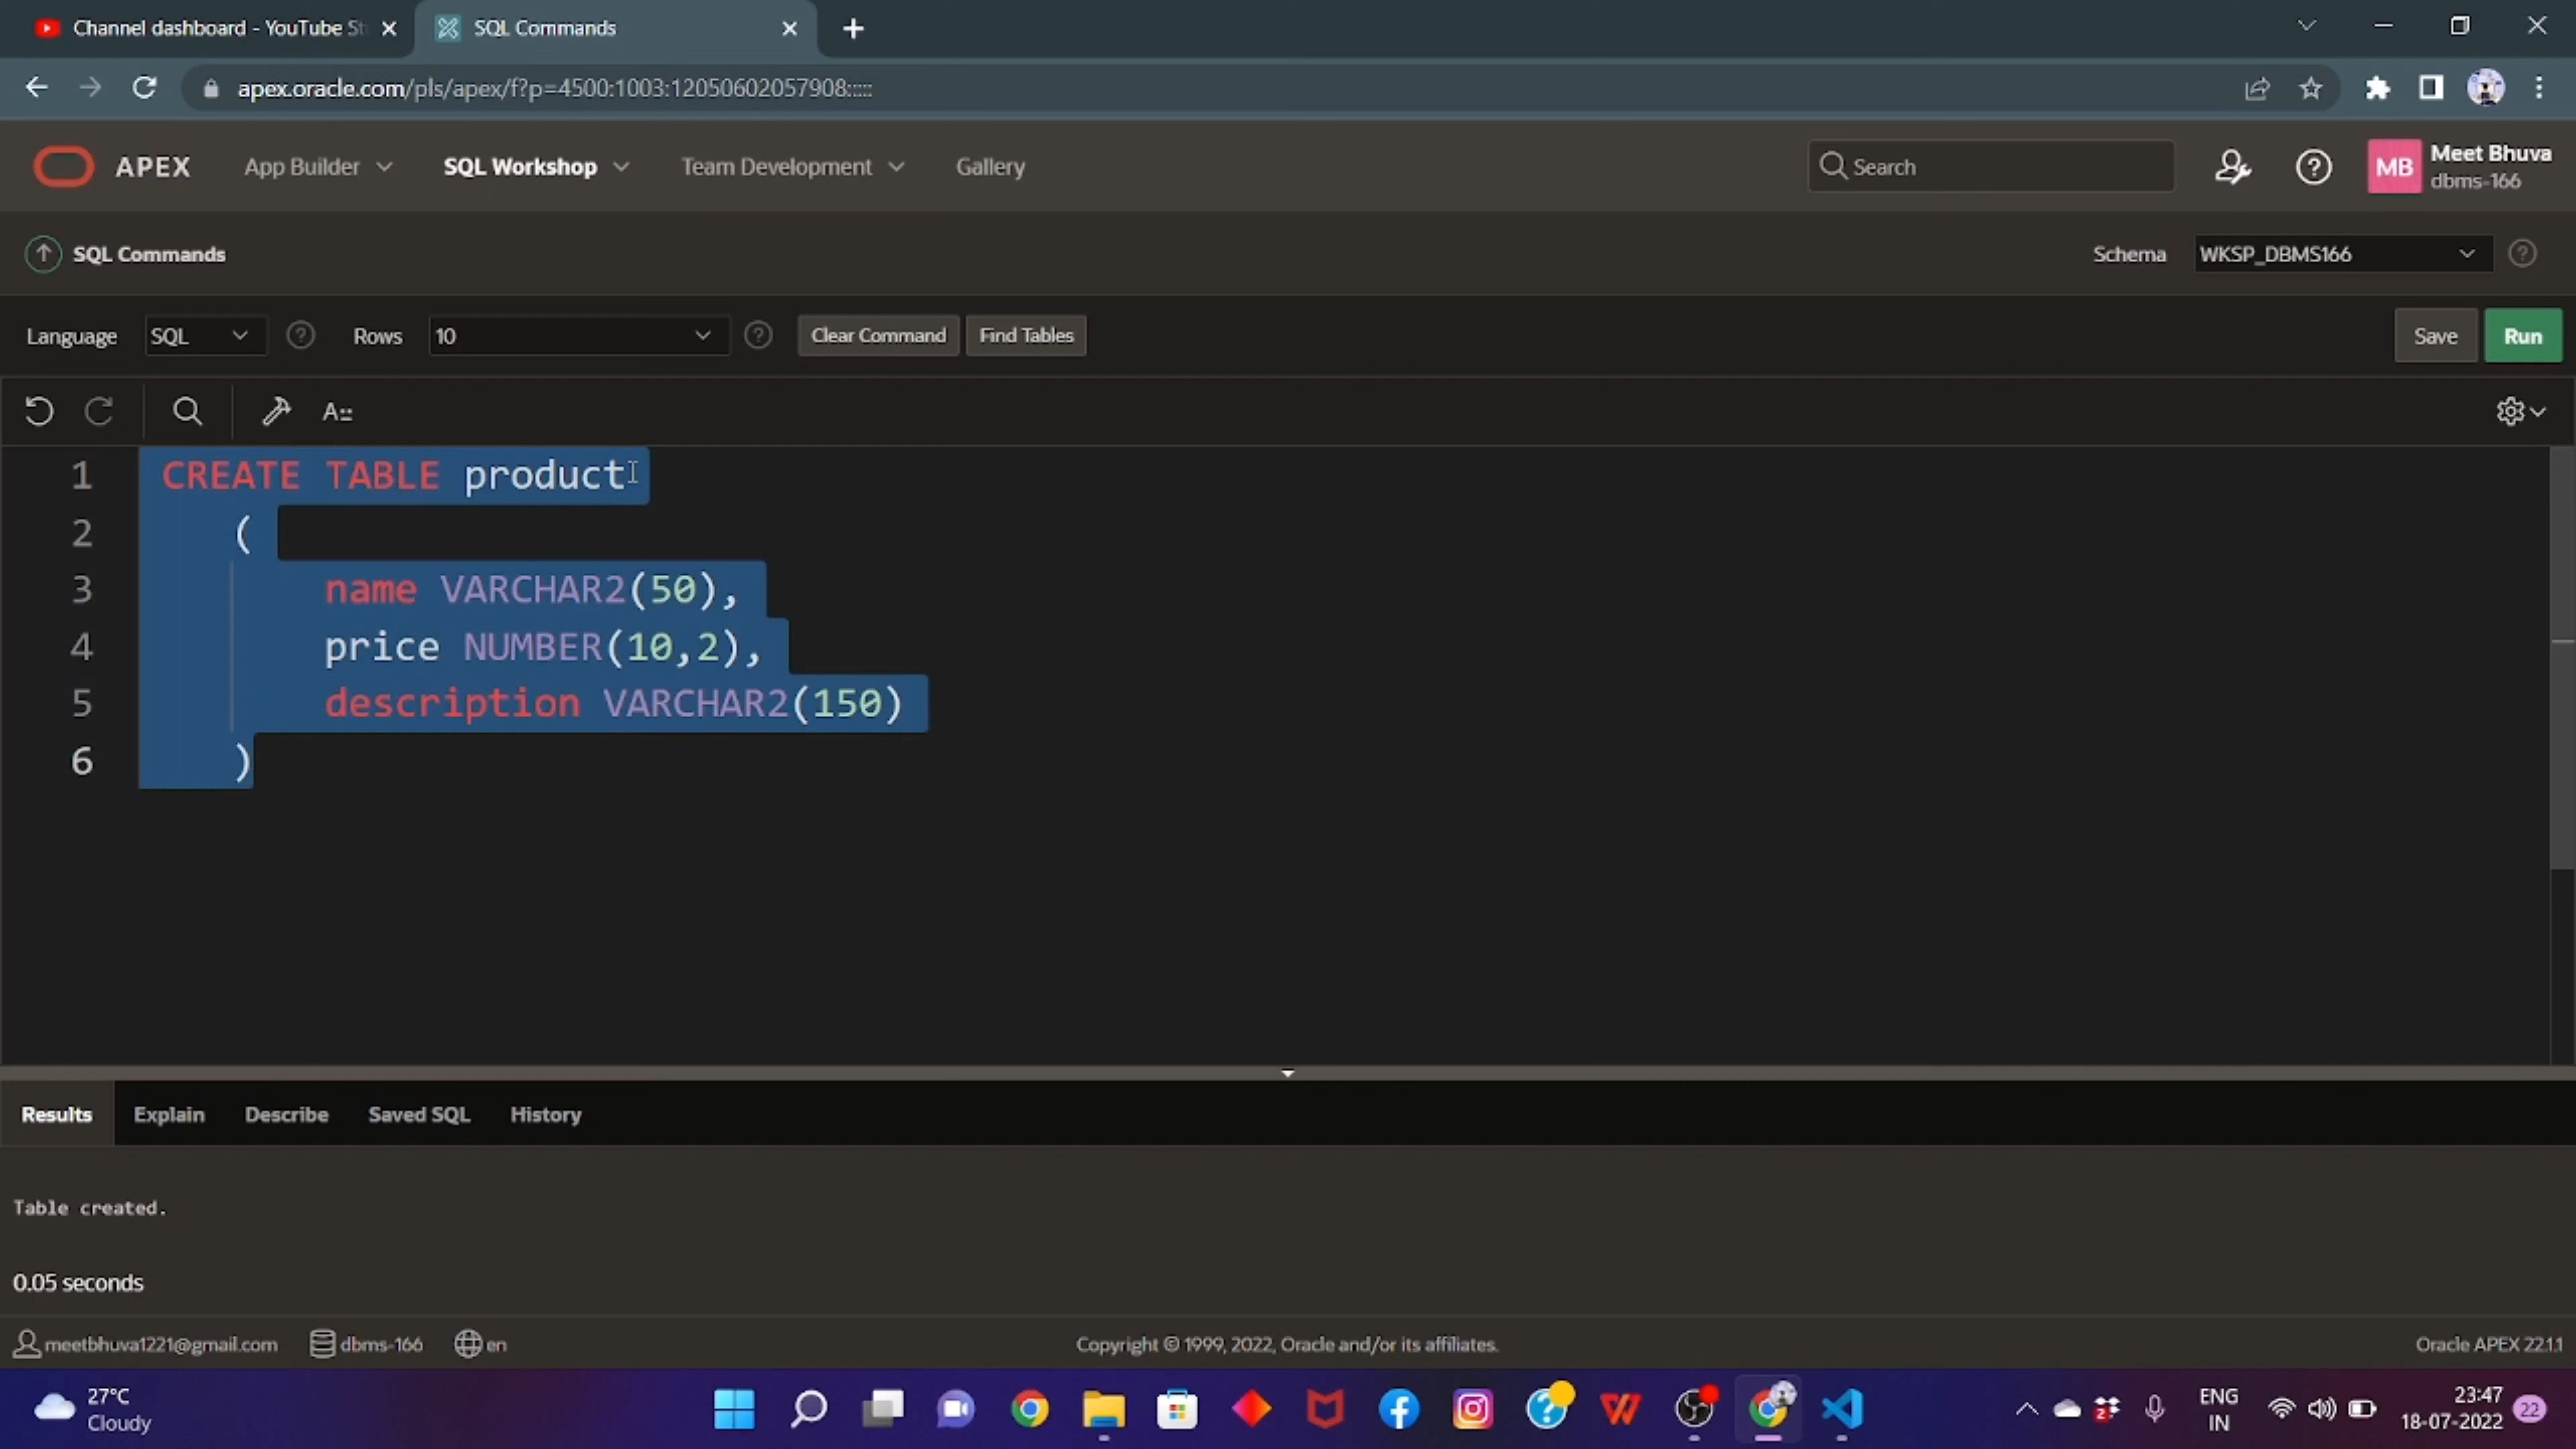 Channel dashboard - YouTube St
SQL Commands
apex.oracle.com/pls/apex/f?p=4500:1003:12050602057908:::::
APEX App Builder SQL Workshop Team Development Gallery Search MB Meet Bhuva
dbms-166
SQL Commands Schema WKSP_DBMS166
Language SQL Rows 10 Clear Command Find Tables Save Run
A::
1 CREATE TABLE product
2 (
3 name VARCHAR2(50),
4 price NUMBER(10,2),
5 description VARCHAR2(150)
6 )
Results Explain Describe Saved SQL History
Table created.
0.05 seconds
meetbhuva1221@gmail.com dbms-166 en Copyright © 1999, 2022, Oracle and/or its affiliates. Oracle APEX 22.1.1
27°C
Cloudy
2
ENG
IN
23:47
18-07-2022
22